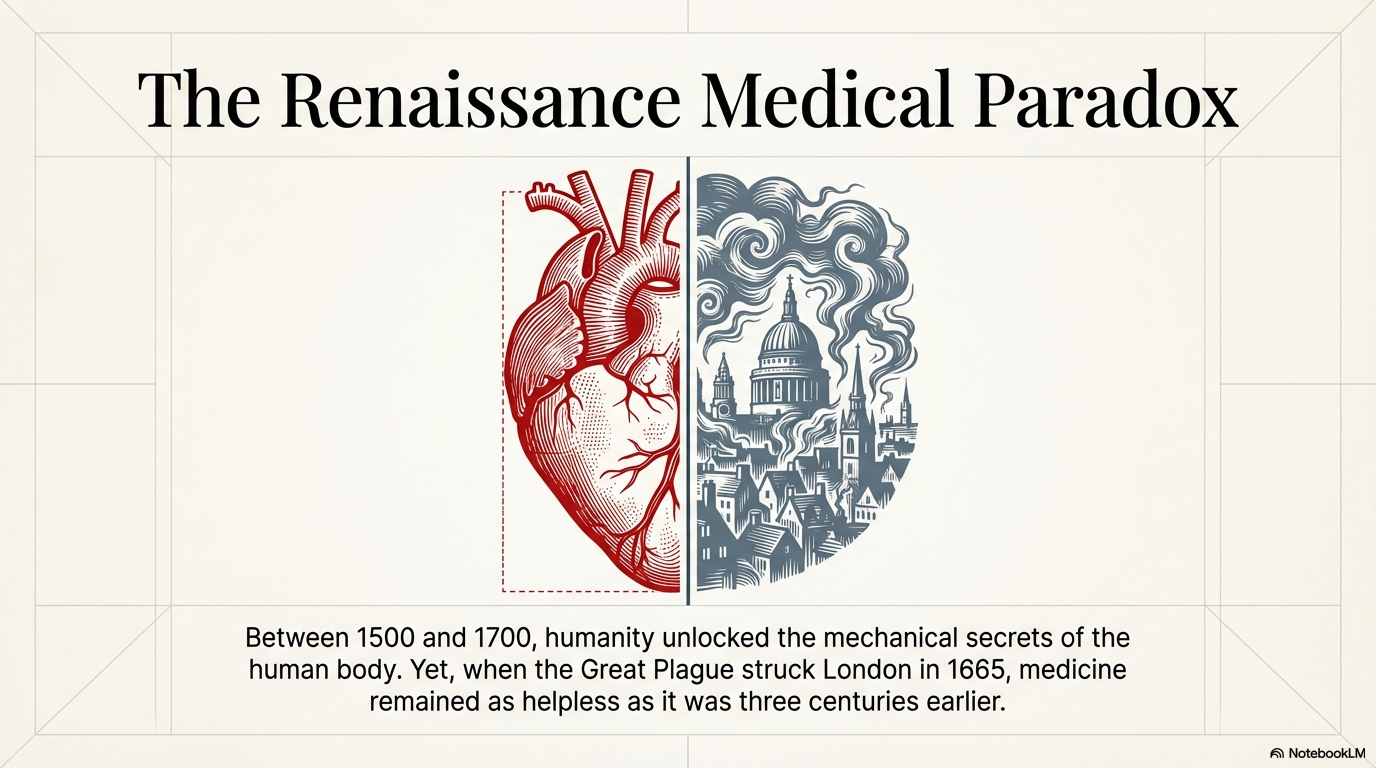 The Renaissance Medical Paradox
Between 1500 and 1700, humanity unlocked the mechanical secrets of the
human body. Yet, when the Great Plague struck London in 1665, medicine
remained as helpless as it was three centuries earlier.
NotebookLM